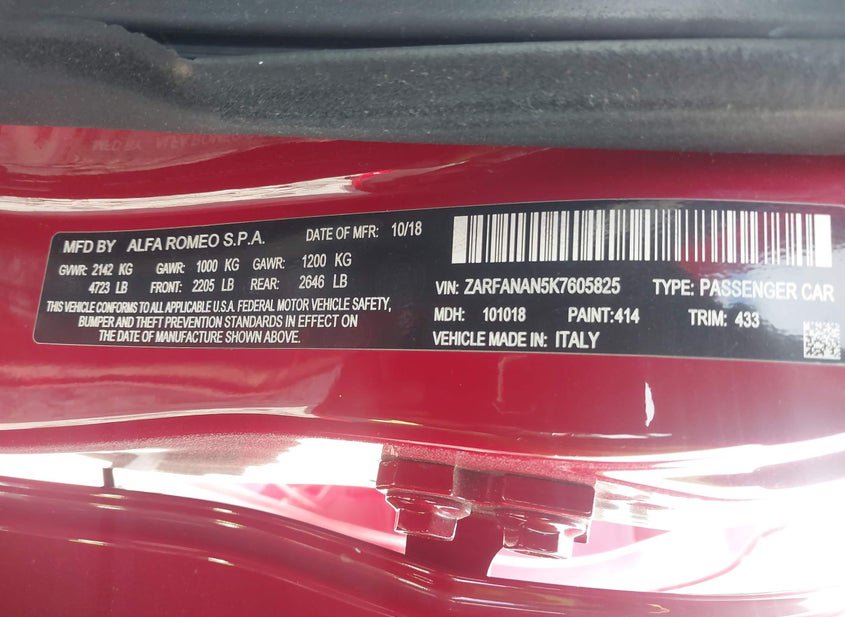 MFD BY ALFA ROMEO S.P.A. DATE OF MFR: 10/18
GVWR: 2142 KG GAWR: 1000 KG GAWR: 1200 KG
4723 LB FRONT: 2205 LB REAR: 2646 LB
THIS VEHICLE CONFORMS TO ALL APPLICABLE U.S.A. FEDERAL MOTOR VEHICLE SAFETY,
BUMPER AND THEFT PREVENTION STANDARDS IN EFFECT ON
THE DATE OF MANUFACTURE SHOWN ABOVE.
VIN: ZARFANAN5K7605825 TYPE: PASSENGER CAR
MDH: 101018 PAINT:414 TRIM: 433
VEHICLE MADE IN: ITALY